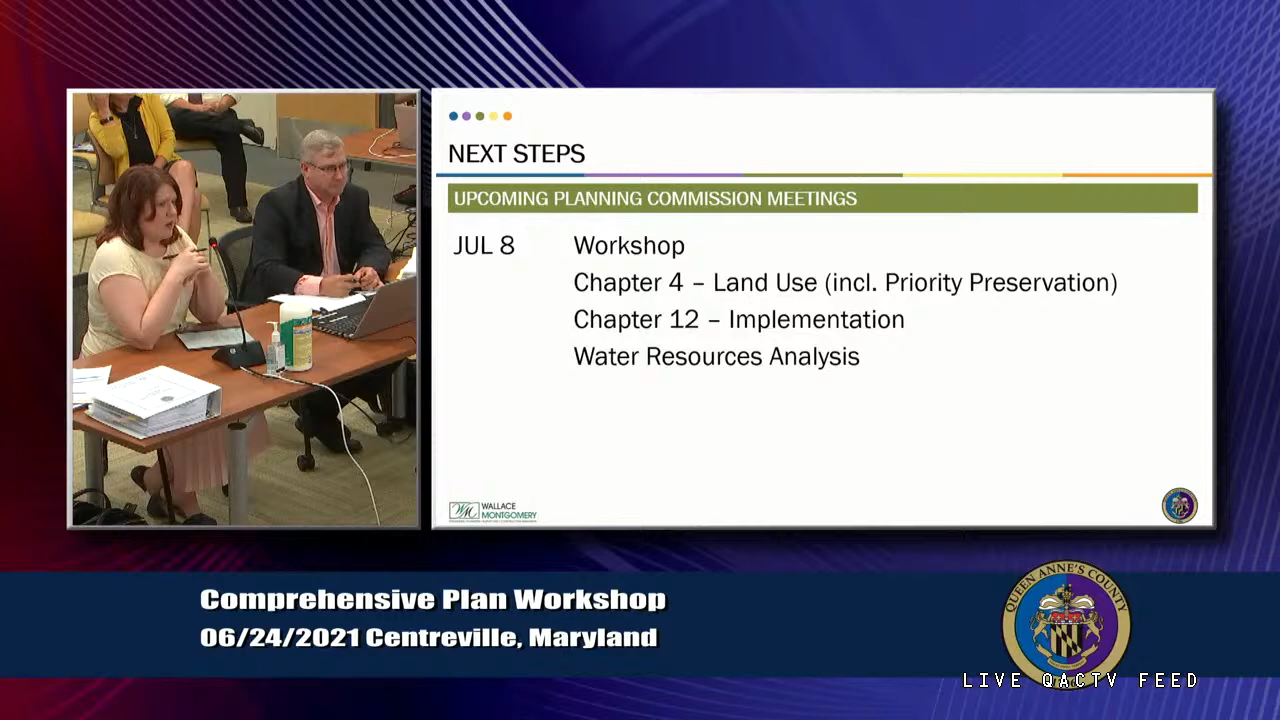 NEXT STEPS
UPCOMING PLANNING COMMISSION MEETINGS
JUL 8 Workshop
Chapter 4 – Land Use (incl. Priority Preservation)
Chapter 12 – Implementation
Water Resources Analysis
WALLACE
MONTGOMERY
Comprehensive Plan Workshop
06/24/2021 Centreville, Maryland
QUEEN ANNE'S COUNTY
LIVE QACTV FEED